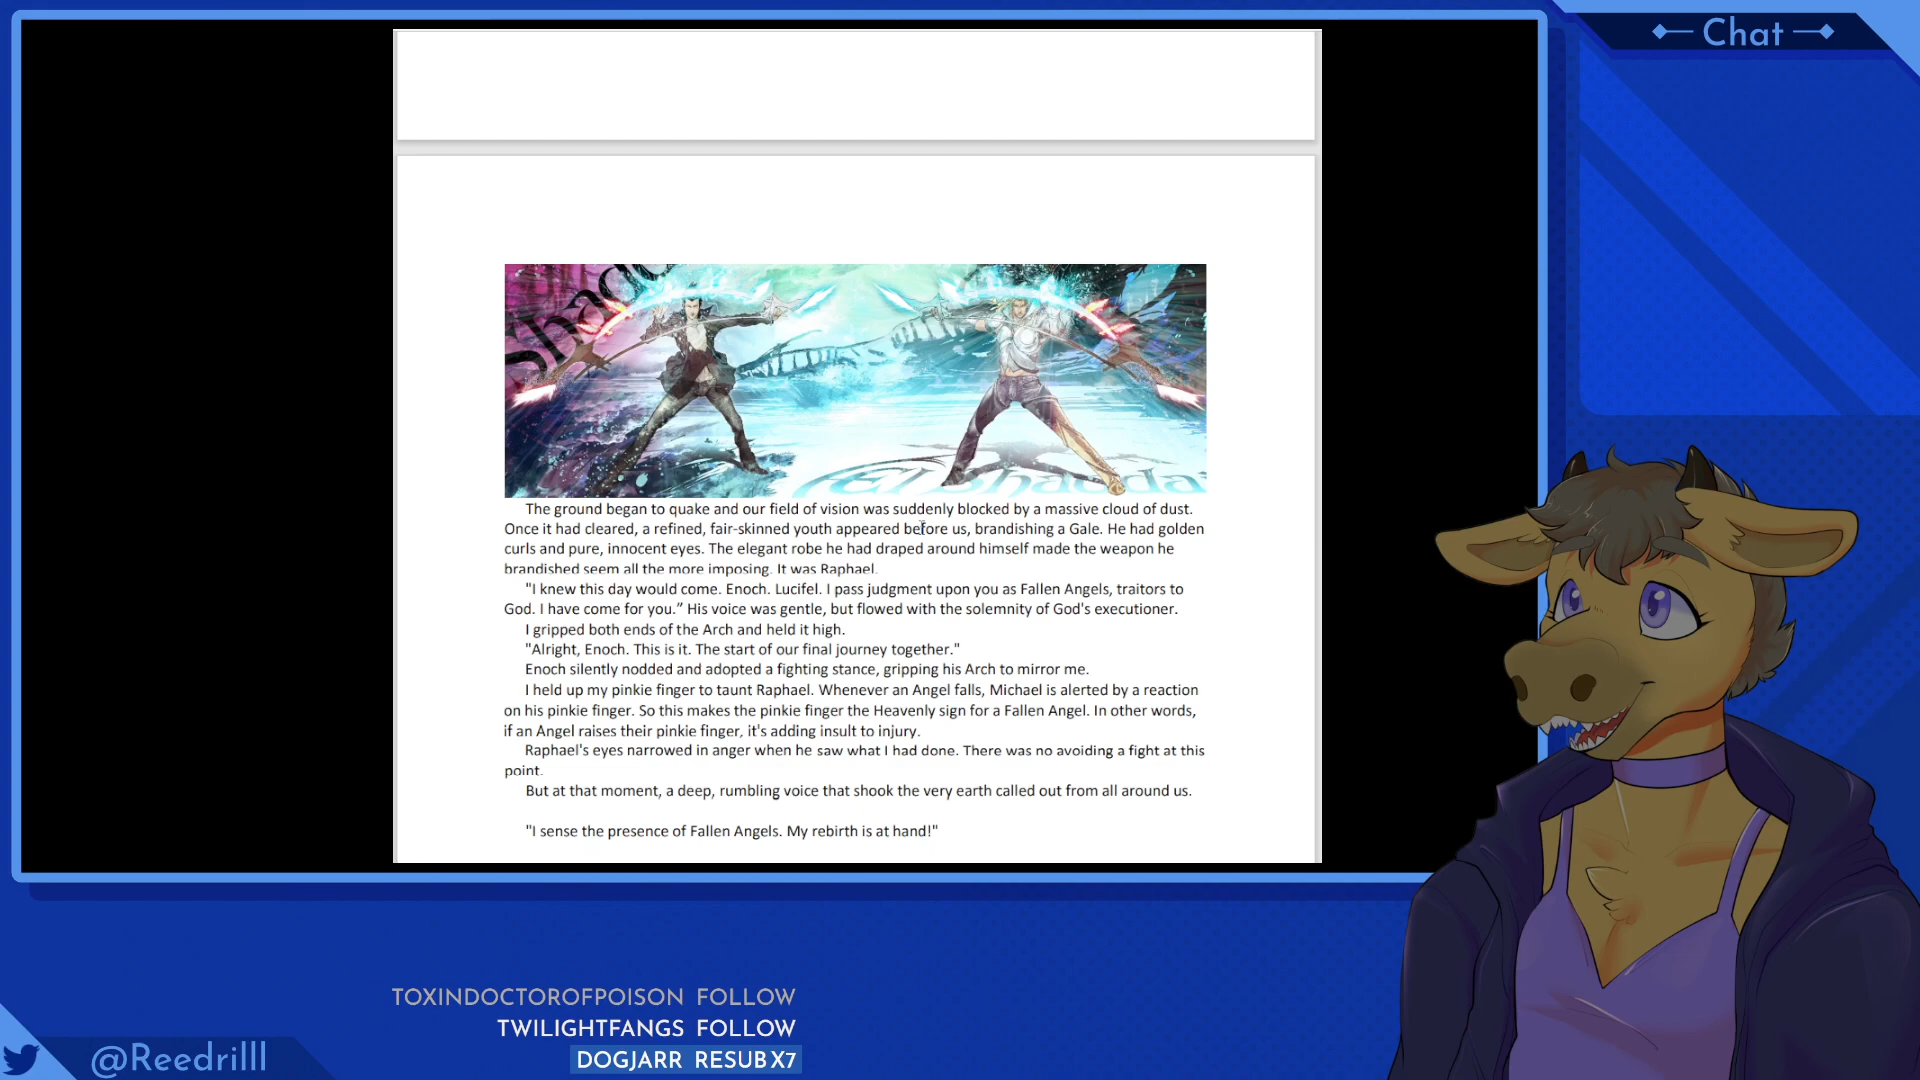 Chat
Shadd
El Shaddai
The ground began to quake and our field of vision was suddenly blocked by a massive cloud of dust.
Once it had cleared, a refined, fair-skinned youth appeared before us, brandishing a Gale. He had golden
curls and pure, innocent eyes. The elegant robe he had draped around himself made the weapon he
brandished seem all the more imposing. It was Raphael.
"I knew this day would come. Enoch. Lucifel. I pass judgment upon you as Fallen Angels, traitors to
God. I have come for you.” His voice was gentle, but flowed with the solemnity of God's executioner.
I gripped both ends of the Arch and held it high.
"Alright, Enoch. This is it. The start of our final journey together."
Enoch silently nodded and adopted a fighting stance, gripping his Arch to mirror me.
I held up my pinkie finger to taunt Raphael. Whenever an Angel falls, Michael is alerted by a reaction
on his pinkie finger. So this makes the pinkie finger the Heavenly sign for a Fallen Angel. In other words,
if an Angel raises their pinkie finger, it's adding insult to injury.
Raphael's eyes narrowed in anger when he saw what I had done. There was no avoiding a fight at this
point.
But at that moment, a deep, rumbling voice that shook the very earth called out from all around us.
"I sense the presence of Fallen Angels. My rebirth is at hand!"
TOXINDOCTOROFPOISON FOLLOW
TWILIGHTFANGS FOLLOW
DOGJARR RESUB X7
@Reedrilll